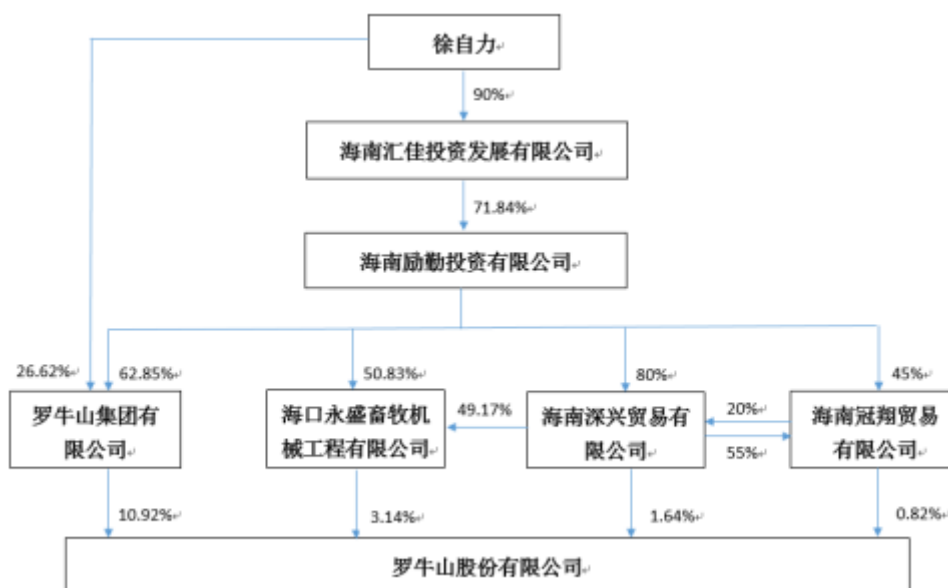 徐自力
90%
海南汇佳投资发展有限公司
71.84%
海南励勤投资有限公司
26.62%
62.85%
50.83%
80%
45%
罗牛山集团有
限公司
海口永盛畜牧机
械工程有限公司
49.17%
海南深兴贸易有
限公司
20%
55%
海南冠翔贸易
有限公司
10.92%
3.14%
1.64%
0.82%
罗牛山股份有限公司